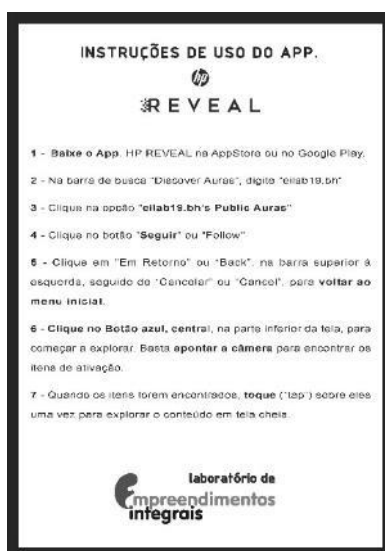 INSTRUÇÕES DE USO DO APP.
hp
REVEAL
1 - Baixe o App. HP REVEAL na AppStore ou no Google Play.
2 - Na barra de busca "Discover Auras", digite "eilab19.bh"
3 - Clique na opção "eilab19.bh's Public Auras"
4 - Clique no botão "Seguir" ou "Follow"
5 - Clique em "Em Retorno" ou "Back", na barra superior à
esquerda, seguido de "Cancelar" ou "Cancel", para voltar ao
menu inicial.
6 - Clique no Botão azul, central, na parte inferior da tela, para
começar a explorar. Basta apontar a câmera para encontrar os
itens de ativação.
7 - Quando os itens forem encontrados, toque ("tap") sobre eles
uma vez para explorar o conteúdo em tela cheia.
laboratório de
Empreendimentos
integrais